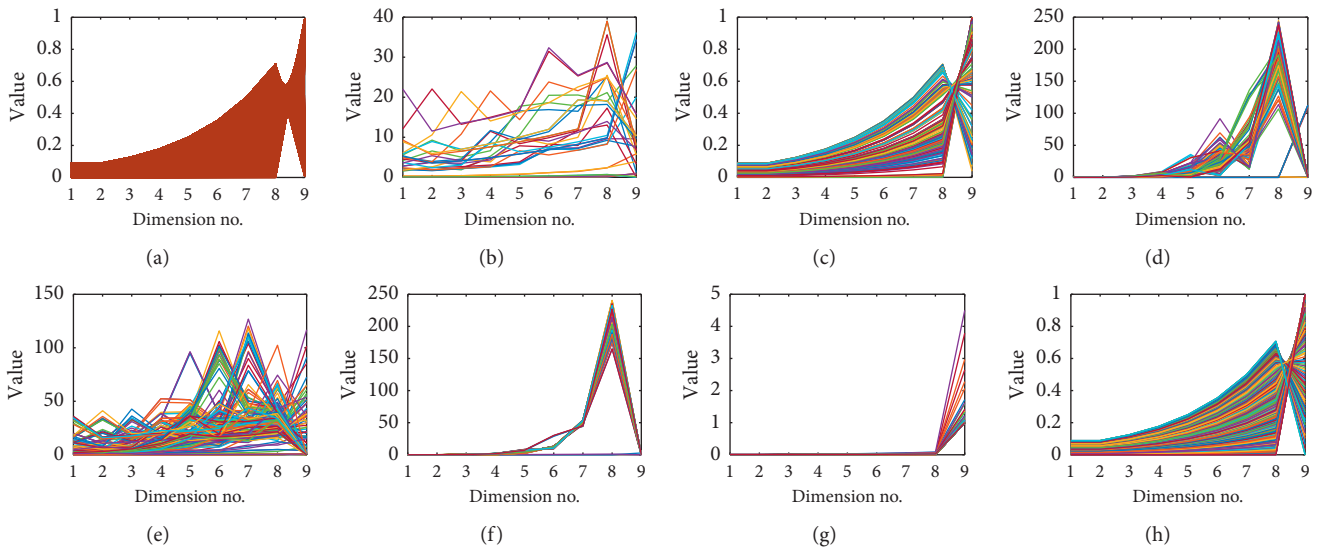 Value
1
0.8
0.6
0.4
0.2
0
1 2 3 4 5 6 7 8 9
Dimension no.
(a)
Value
40
30
20
10
0
1 2 3 4 5 6 7 8 9
Dimension no.
(b)
Value
1
0.8
0.6
0.4
0.2
0
1 2 3 4 5 6 7 8 9
Dimension no.
(c)
Value
250
200
150
100
50
0
1 2 3 4 5 6 7 8 9
Dimension no.
(d)
Value
150
100
50
0
1 2 3 4 5 6 7 8 9
Dimension no.
(e)
Value
250
200
150
100
50
0
1 2 3 4 5 6 7 8 9
Dimension no.
(f)
Value
5
4
3
2
1
0
1 2 3 4 5 6 7 8 9
Dimension no.
(g)
Value
1
0.8
0.6
0.4
0.2
0
1 2 3 4 5 6 7 8 9
Dimension no.
(h)